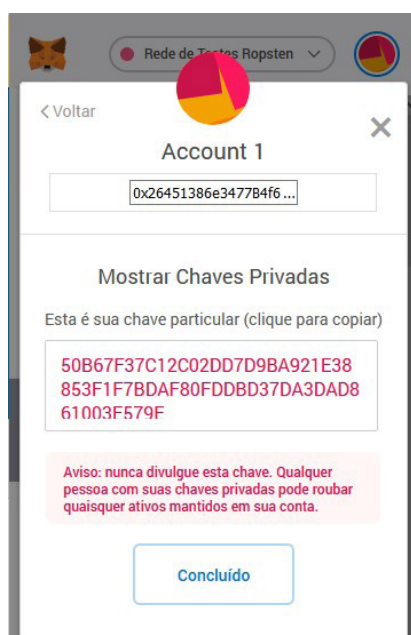 Rede de Testes Ropsten
< Voltar
Account 1
0x26451386e3477B4f6 ...
Mostrar Chaves Privadas
Esta é sua chave particular (clique para copiar)
50B67F37C12C02DD7D9BA921E38
853F1F7BDAF80FDDBD37DA3DAD8
Aviso: nunca divulgue esta chave. Qualquer
pessoa com suas chaves privadas pode roubar
quaisquer ativos mantidos em sua conta.
Concluído